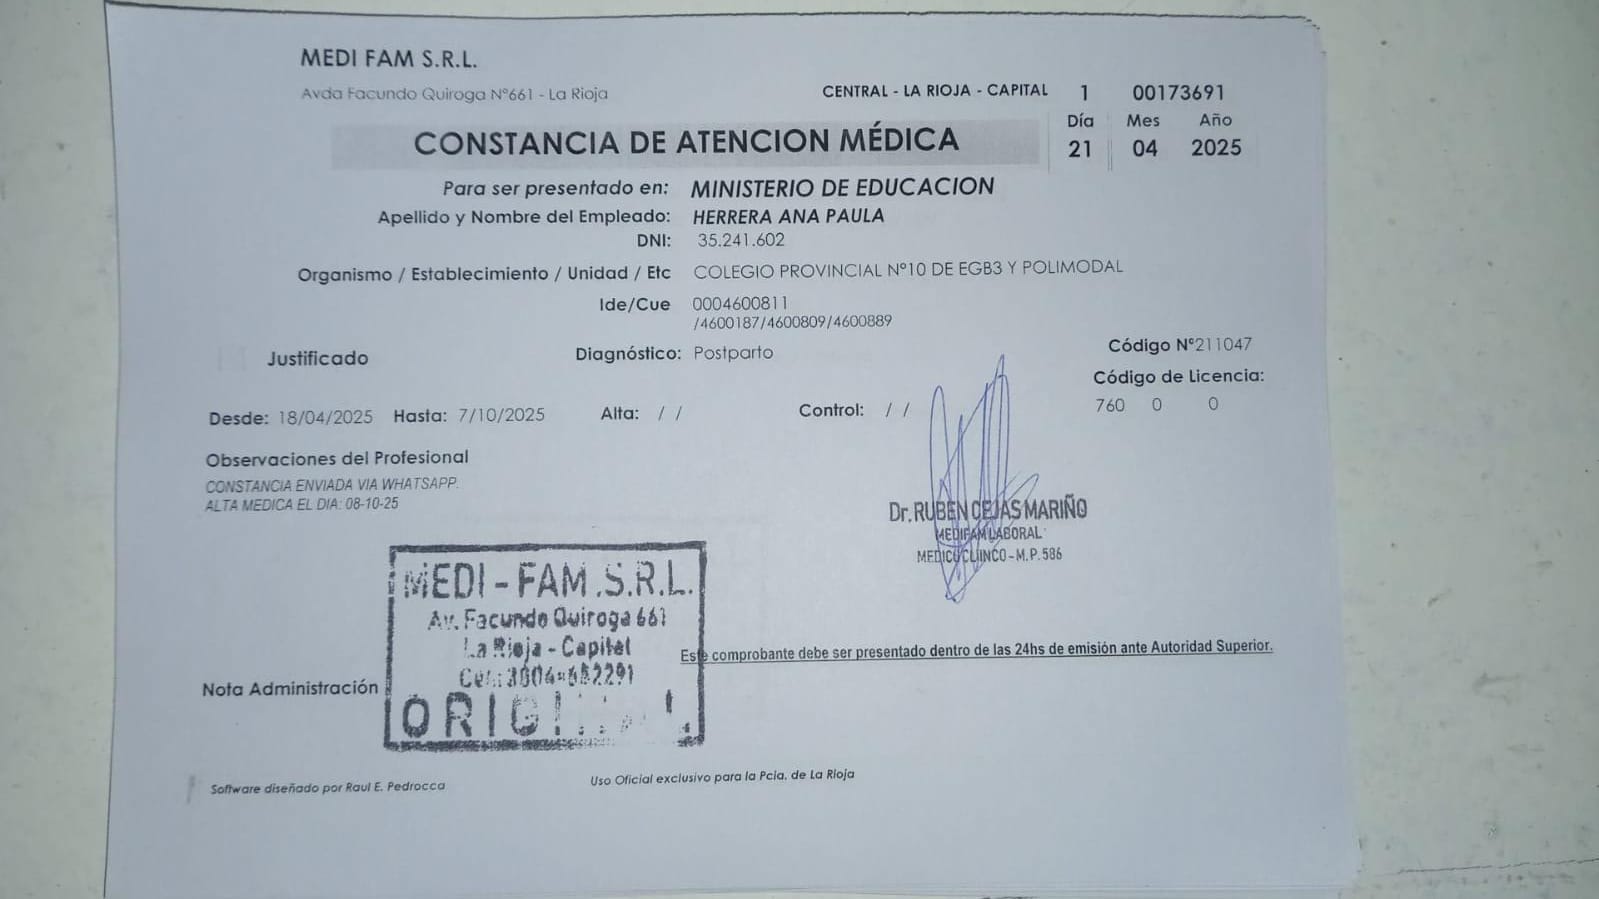 MEDI FAM S.R.L.
Avda Facundo Quiroga Nº661 - La Rioja
CENTRAL - LA RIOJA - CAPITAL 1 00173691
Día Mes Año
CONSTANCIA DE ATENCION MÉDICA
21 04 2025
Para ser presentado en: MINISTERIO DE EDUCACION
Apellido y Nombre del Empleado: HERRERA ANA PAULA
DNI: 35.241.602
Organismo / Establecimiento / Unidad / Etc COLEGIO PROVINCIAL Nº10 DE EGB3 Y POLIMODAL
Ide/Cue 0004600811
/4600187/4600809/4600889
Justificado Diagnóstico: Postparto Código Nº211047
Código de Licencia:
760 0 0
Desde: 18/04/2025 Hasta: 7/10/2025 Alta: / / Control: / /
Observaciones del Profesional
CONSTANCIA ENVIADA VIA WHATSAPP.
ALTA MEDICA EL DIA: 08-10-25
Dr. RUBEN CEJAS MARIÑO
MEDIFAM LABORAL
MEDICO CLINCO - M.P. 586
MEDI - FAM .S.R.L.
Av. Facundo Quiroga 661
La Rioja - Capital
Este comprobante debe ser presentado dentro de las 24hs de emisión ante Autoridad Superior.
Nota Administración
Software diseñado por Raul E. Pedrocca
Uso Oficial exclusivo para la Pcia. de La Rioja